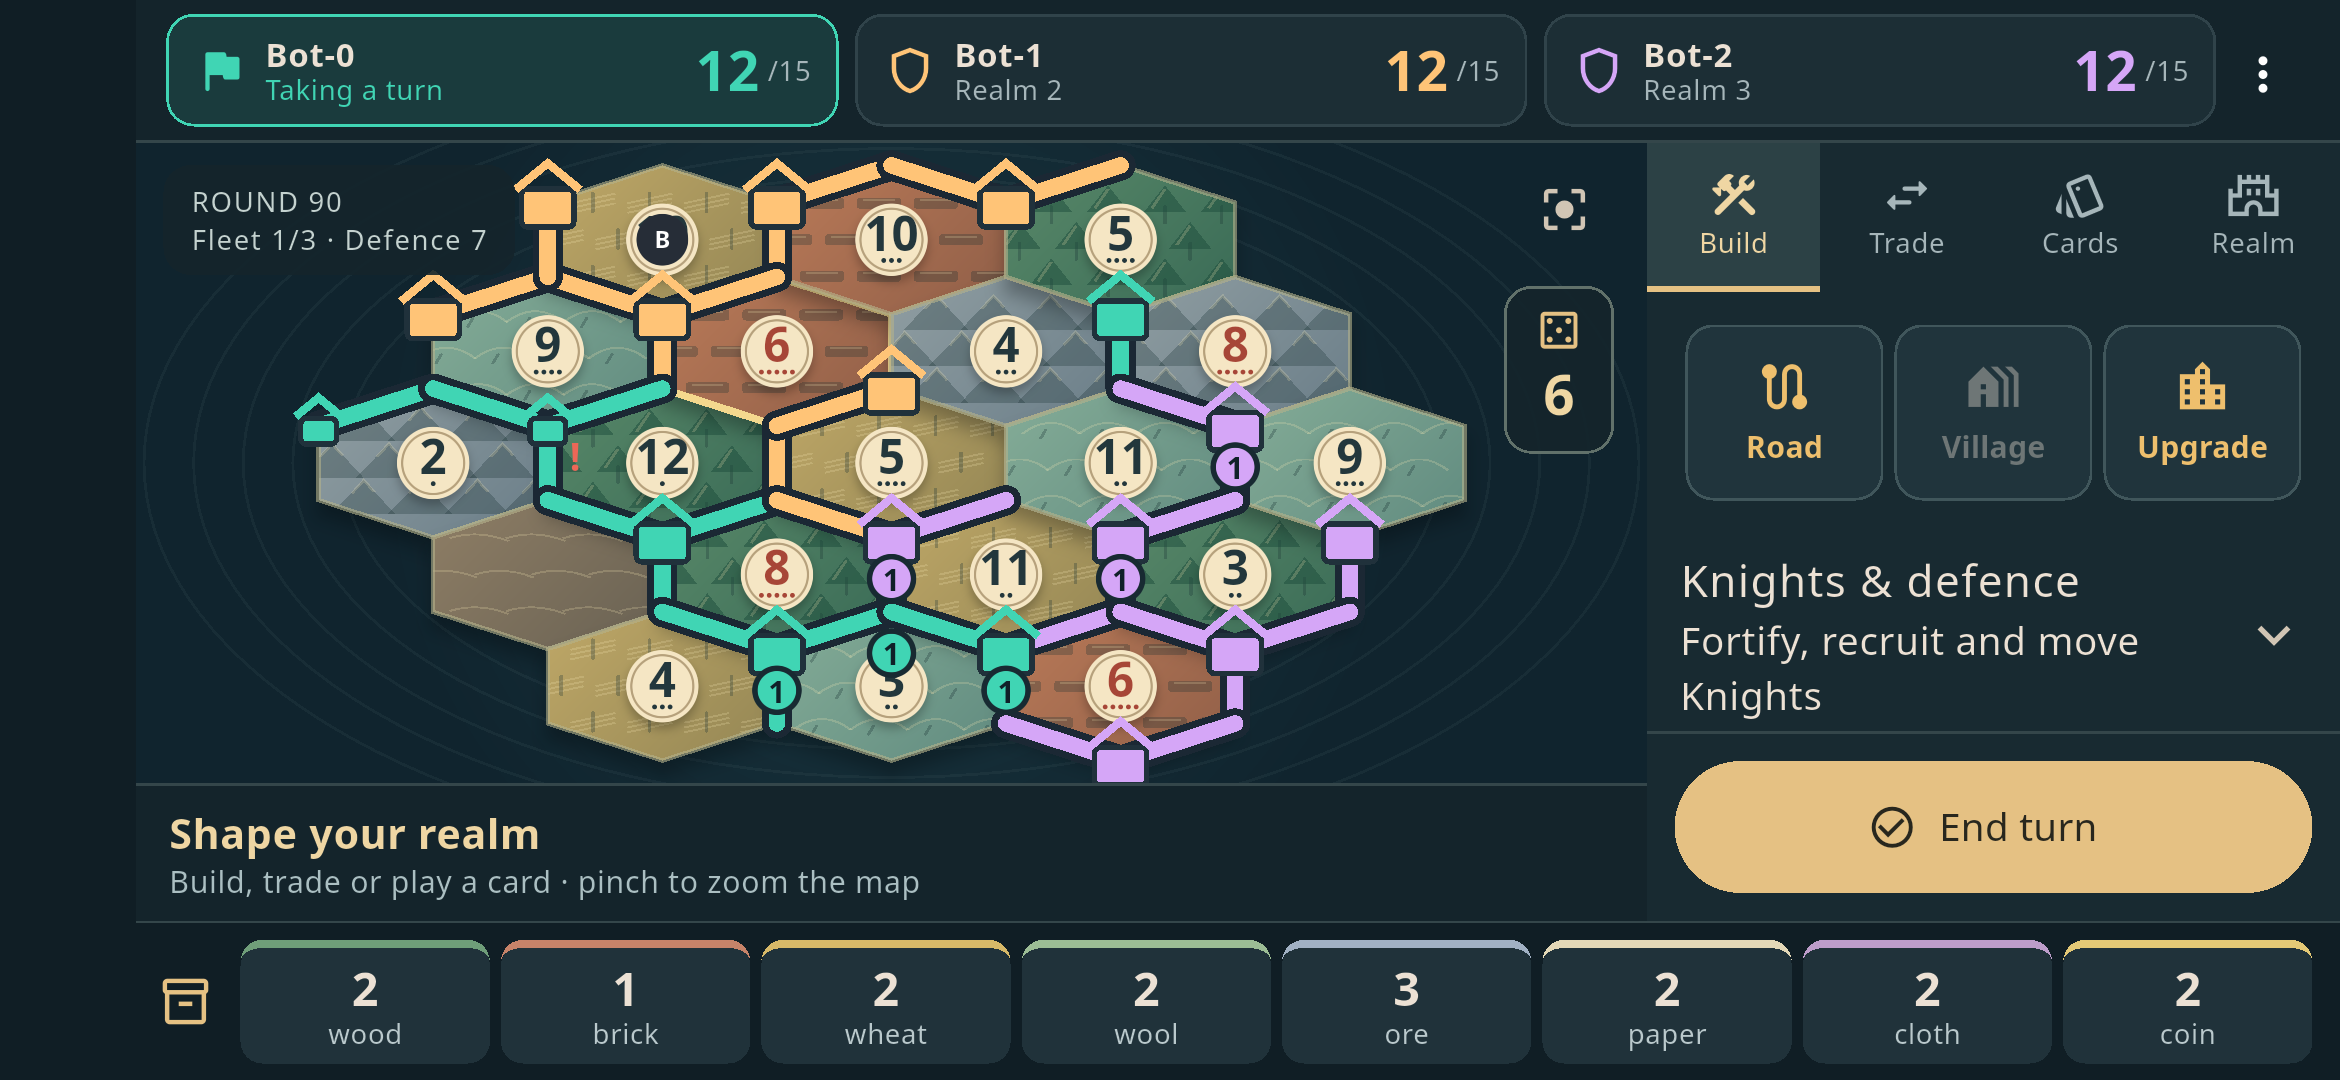 Bot-0
Taking a turn
12 /15
Bot-1
Realm 2
12 /15
Bot-2
Realm 3
12 /15
ROUND 90
Fleet 1/3 · Defence 7
B
10
5
9
6
4
8
2
!
12
5
11
9
1
8
11
3
1
1
4
3
6
1
1
1
6
Build
Trade
Cards
Realm
Road
Village
Upgrade
Knights & defence
Fortify, recruit and move
Knights
End turn
Shape your realm
Build, trade or play a card · pinch to zoom the map
2
wood
1
brick
2
wheat
2
wool
3
ore
2
paper
2
cloth
2
coin